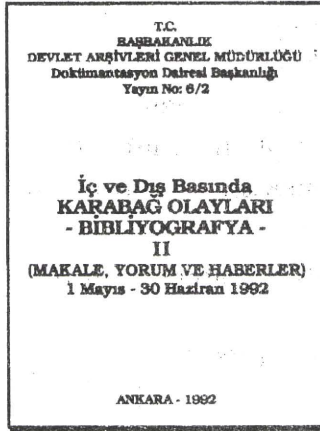 T.C.
BAŞBAKANLIK
DEVLET ARŞİVLERİ GENEL MÜDÜRLÜĞÜ
Dokümantasyon Dairesi Başkanlığı
Yayın No: 6/2
İç ve Dış Basında
KARABAĞ OLAYLARI
- BİBLİYOGRAFYA -
II
(MAKALE, YORUM VE HABERLER)
1 Mayıs - 30 Haziran 1992
ANKARA - 1992